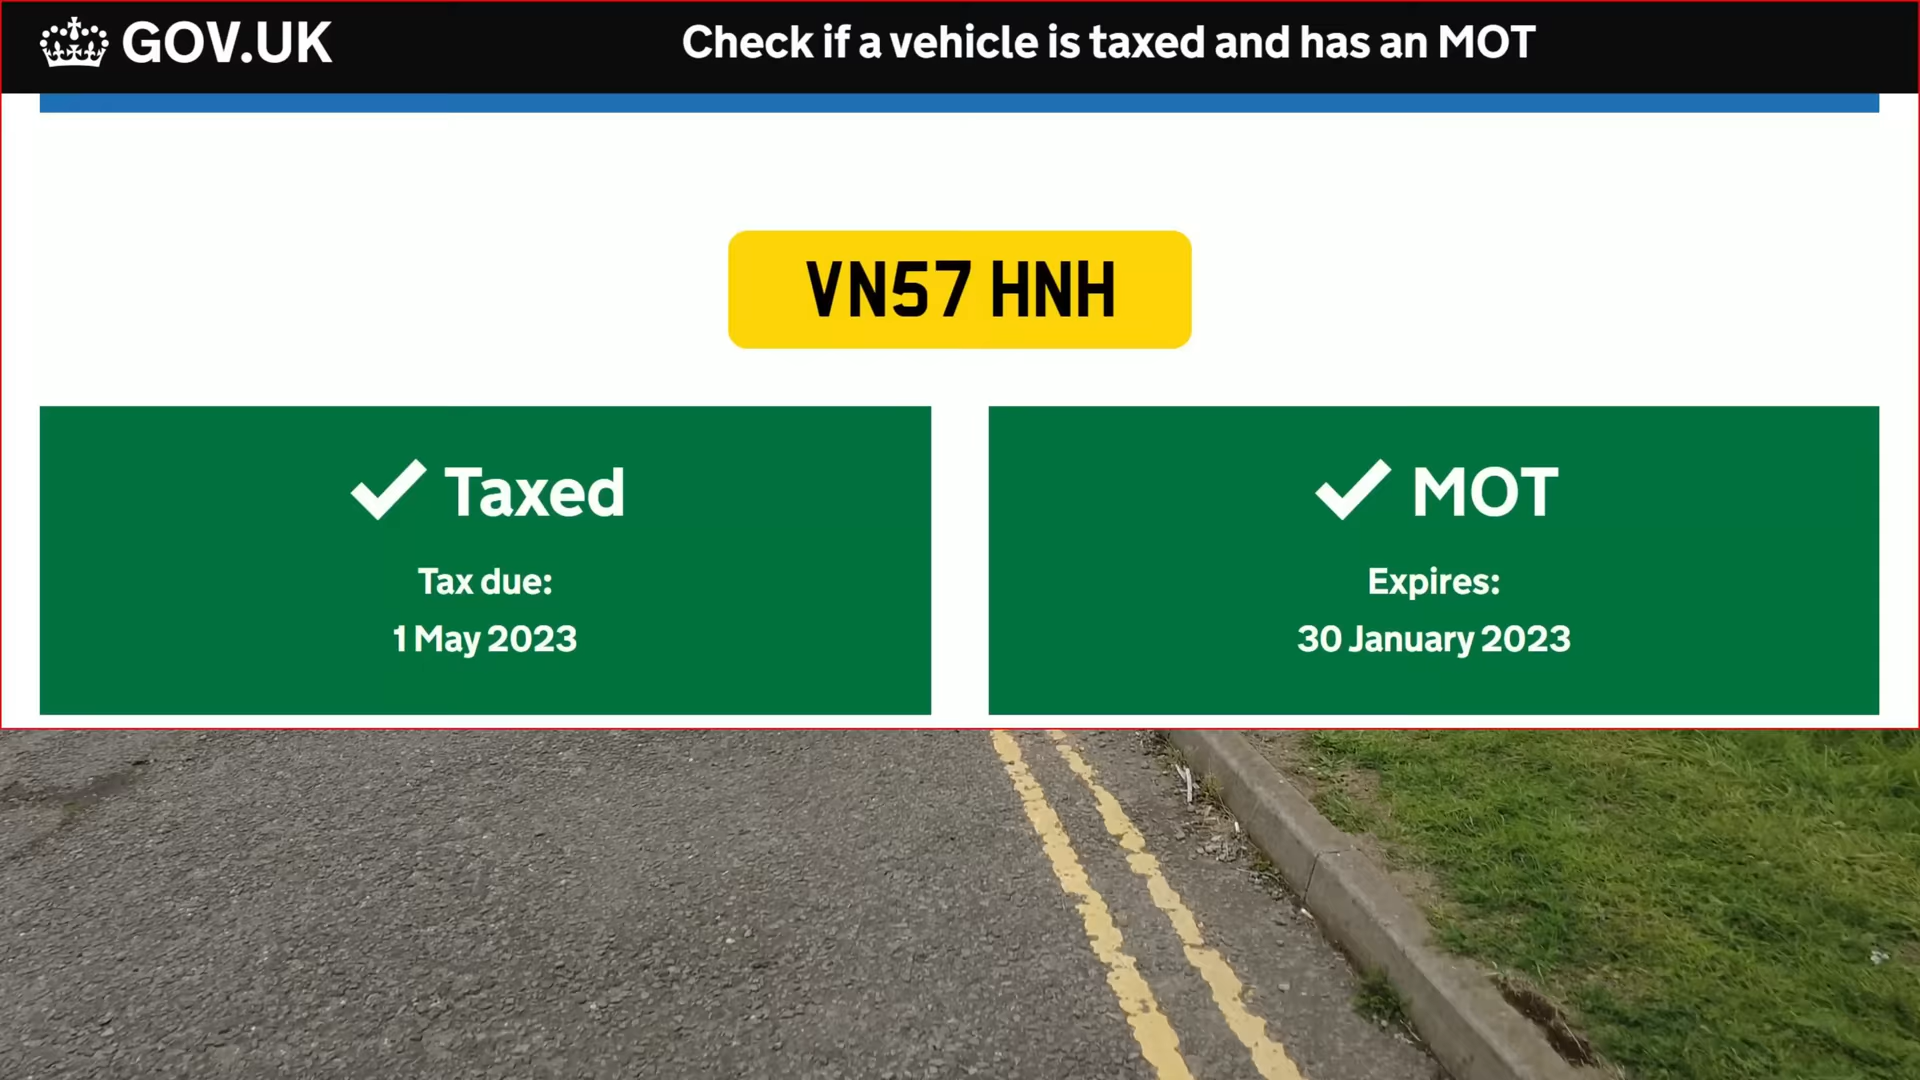 GOV.UK
Check if a vehicle is taxed and has an MOT
VN57 HNH
Taxed
Tax due:
1 May 2023
MOT
Expires:
30 January 2023